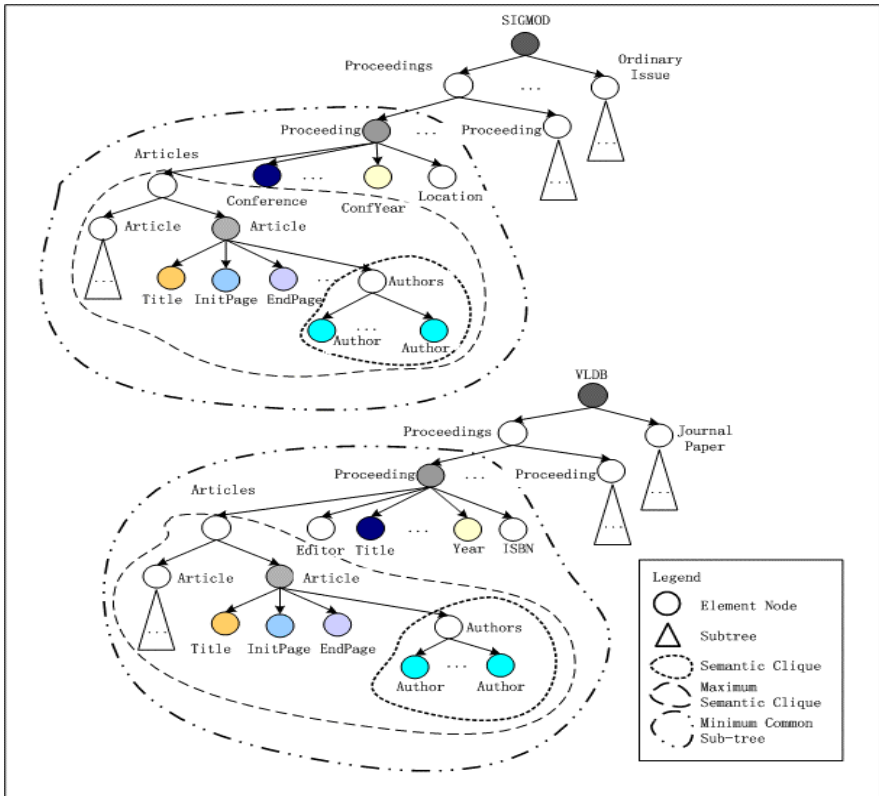 SIGMOD
Proceedings
...
Ordinary
Issue
Proceeding
...
Proceeding
...
...
Articles
Conference
...
ConfYear
Location
Article
Article
...
Title
InitPage
EndPage
...
Authors
Author
...
Author
VLDB
Proceedings
Journal
Paper
Proceeding
...
Proceeding
...
...
Articles
Editor
Title
...
Year
ISBN
Article
Article
...
Title
InitPage
EndPage
Authors
Author
...
Author
Legend
Element Node
Subtree
Semantic Clique
Maximum
Semantic Clique
Minimum Common
Sub-tree